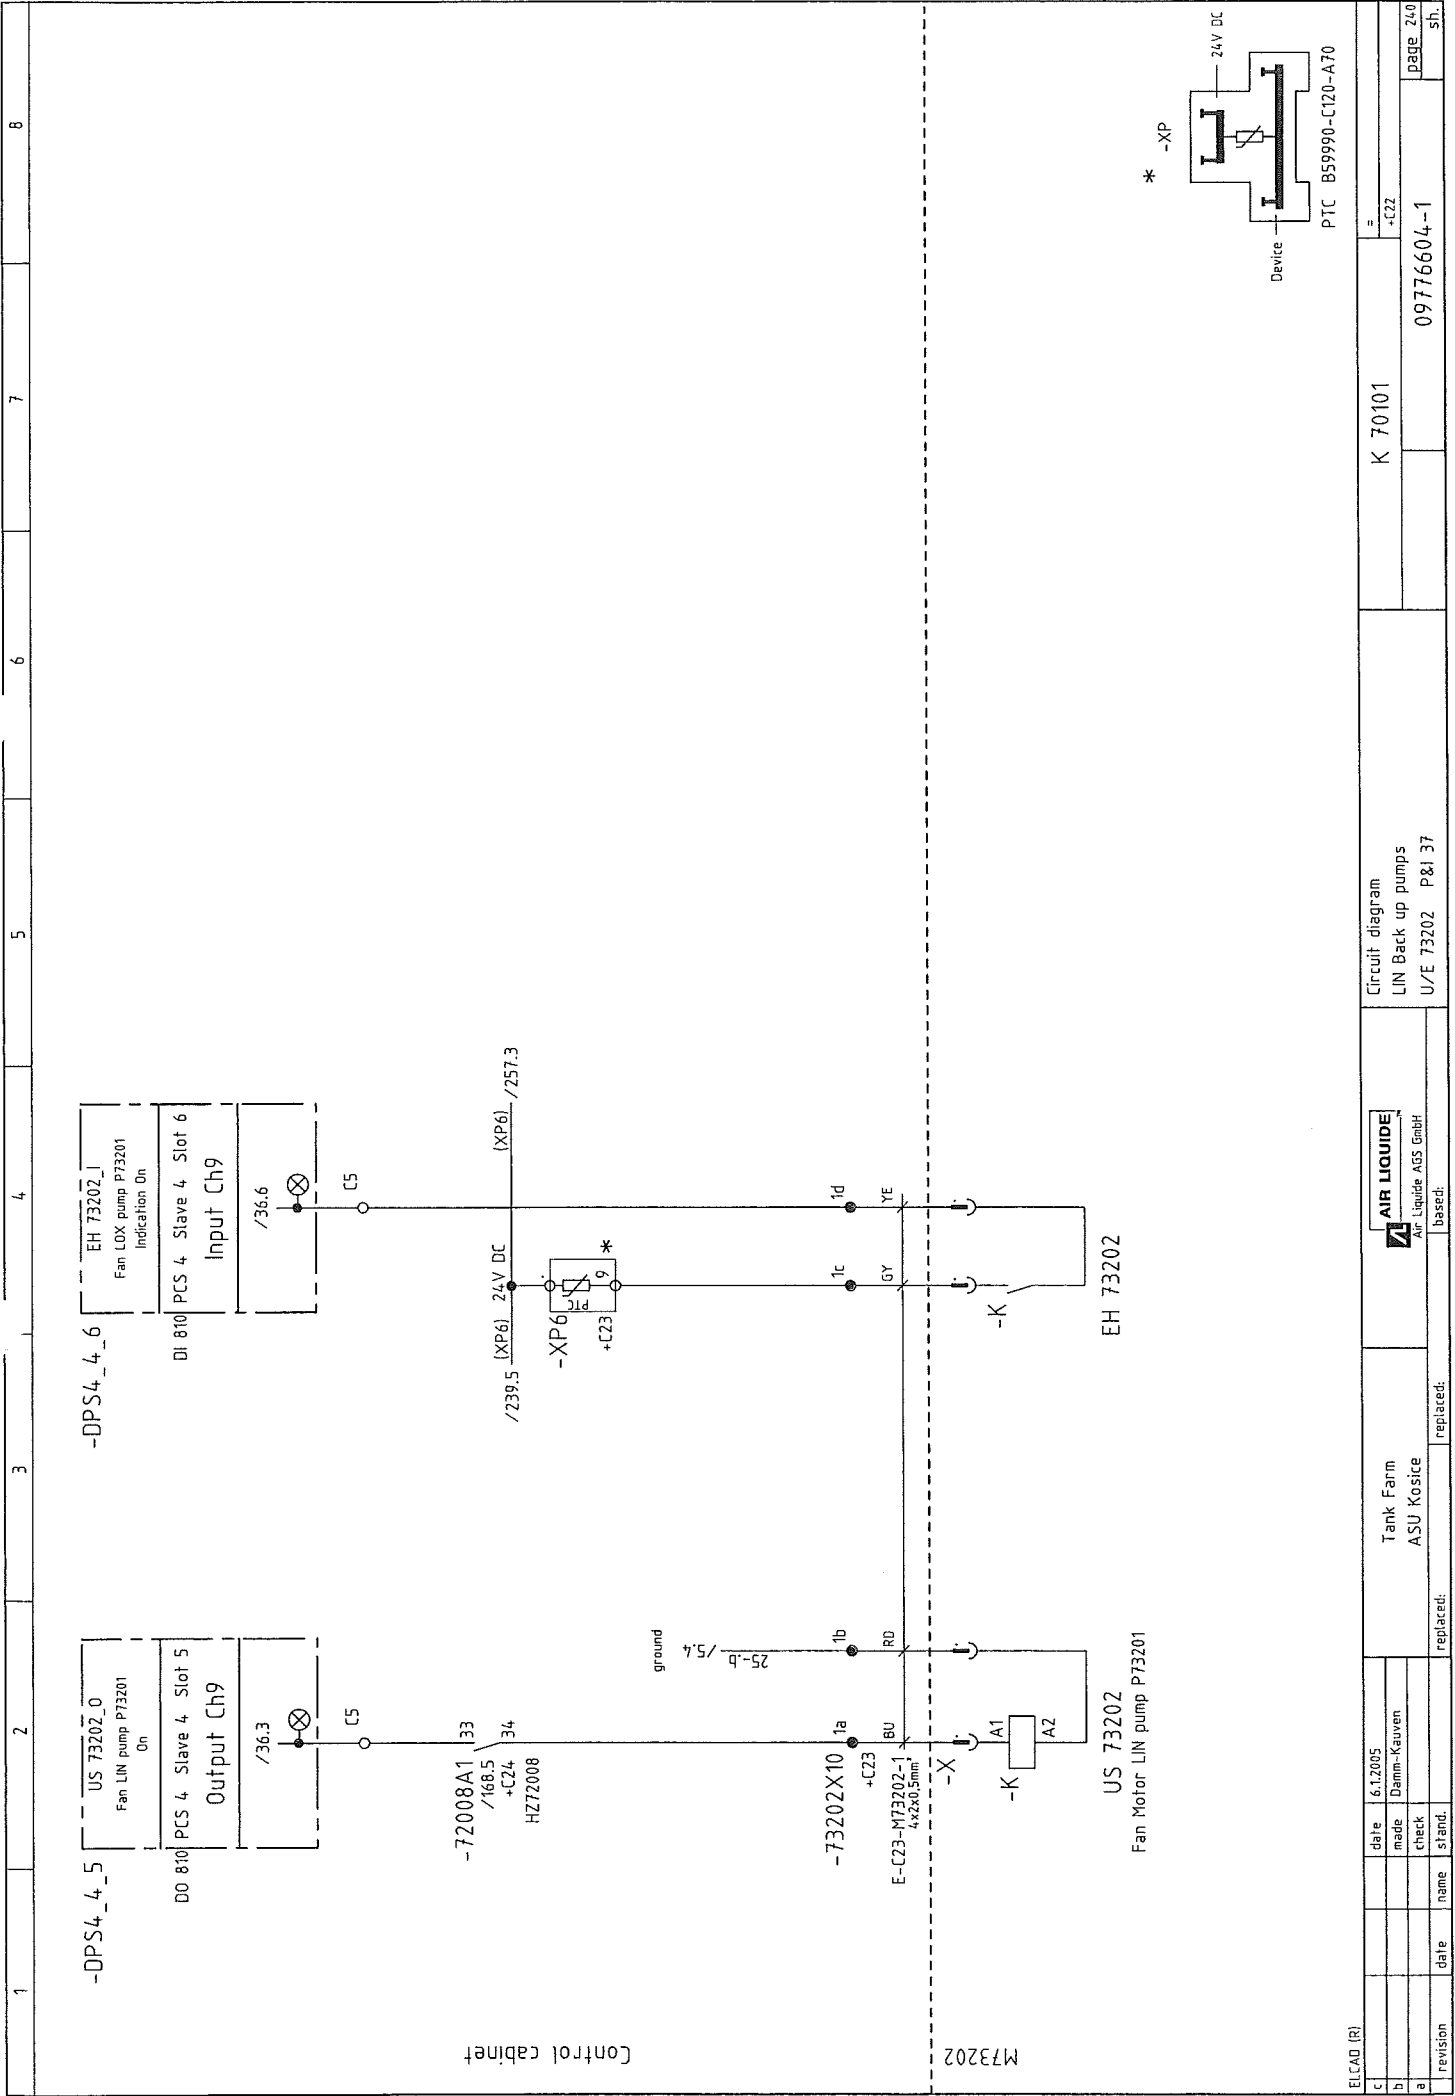 1 2 3 4 5 6 7 8
-DPS4_4_5
US 73202_O
Fan LIN pump P73201
On
DO 810 PCS 4 Slave 4 Slot 5
Output Ch9
/36.3
C5
-72008A1
/168.5
+C24
HZ72008
33
34
ground
/5.4
25-.b
-73202X10
+C23
1a
1b
E-C23-M73202-1
4x2x0,5mm²
BU
RD
-X
-K
A1
A2
US 73202
Fan Motor LIN pump P73201
-DPS4_4_6
EH 73202_I
Fan LOX pump P73201
Indication On
DI 810 PCS 4 Slave 4 Slot 6
Input Ch9
/36.6
C5
/239.5 (XP6) 24V DC (XP6) /257.3
-XP6
+C23
PTC
9
*
1c
1d
GY
YE
-K
EH 73202
Control cabinet
M73202
* -XP
24V DC
Device
PTC B59990-C120-A70
ELCAD (R)
c
b
a
revision
date
name
date 6.1.2005
made Damm-Kauven
check
stand.
Tank Farm
ASU Kosice
replaced:
replaced:
AIR LIQUIDE
Air Liquide AGS GmbH
based:
Circuit diagram
LIN Back up pumps
U/E 73202 P&I 37
K 70101
=
+C22
09776604-1
page 240
sh.